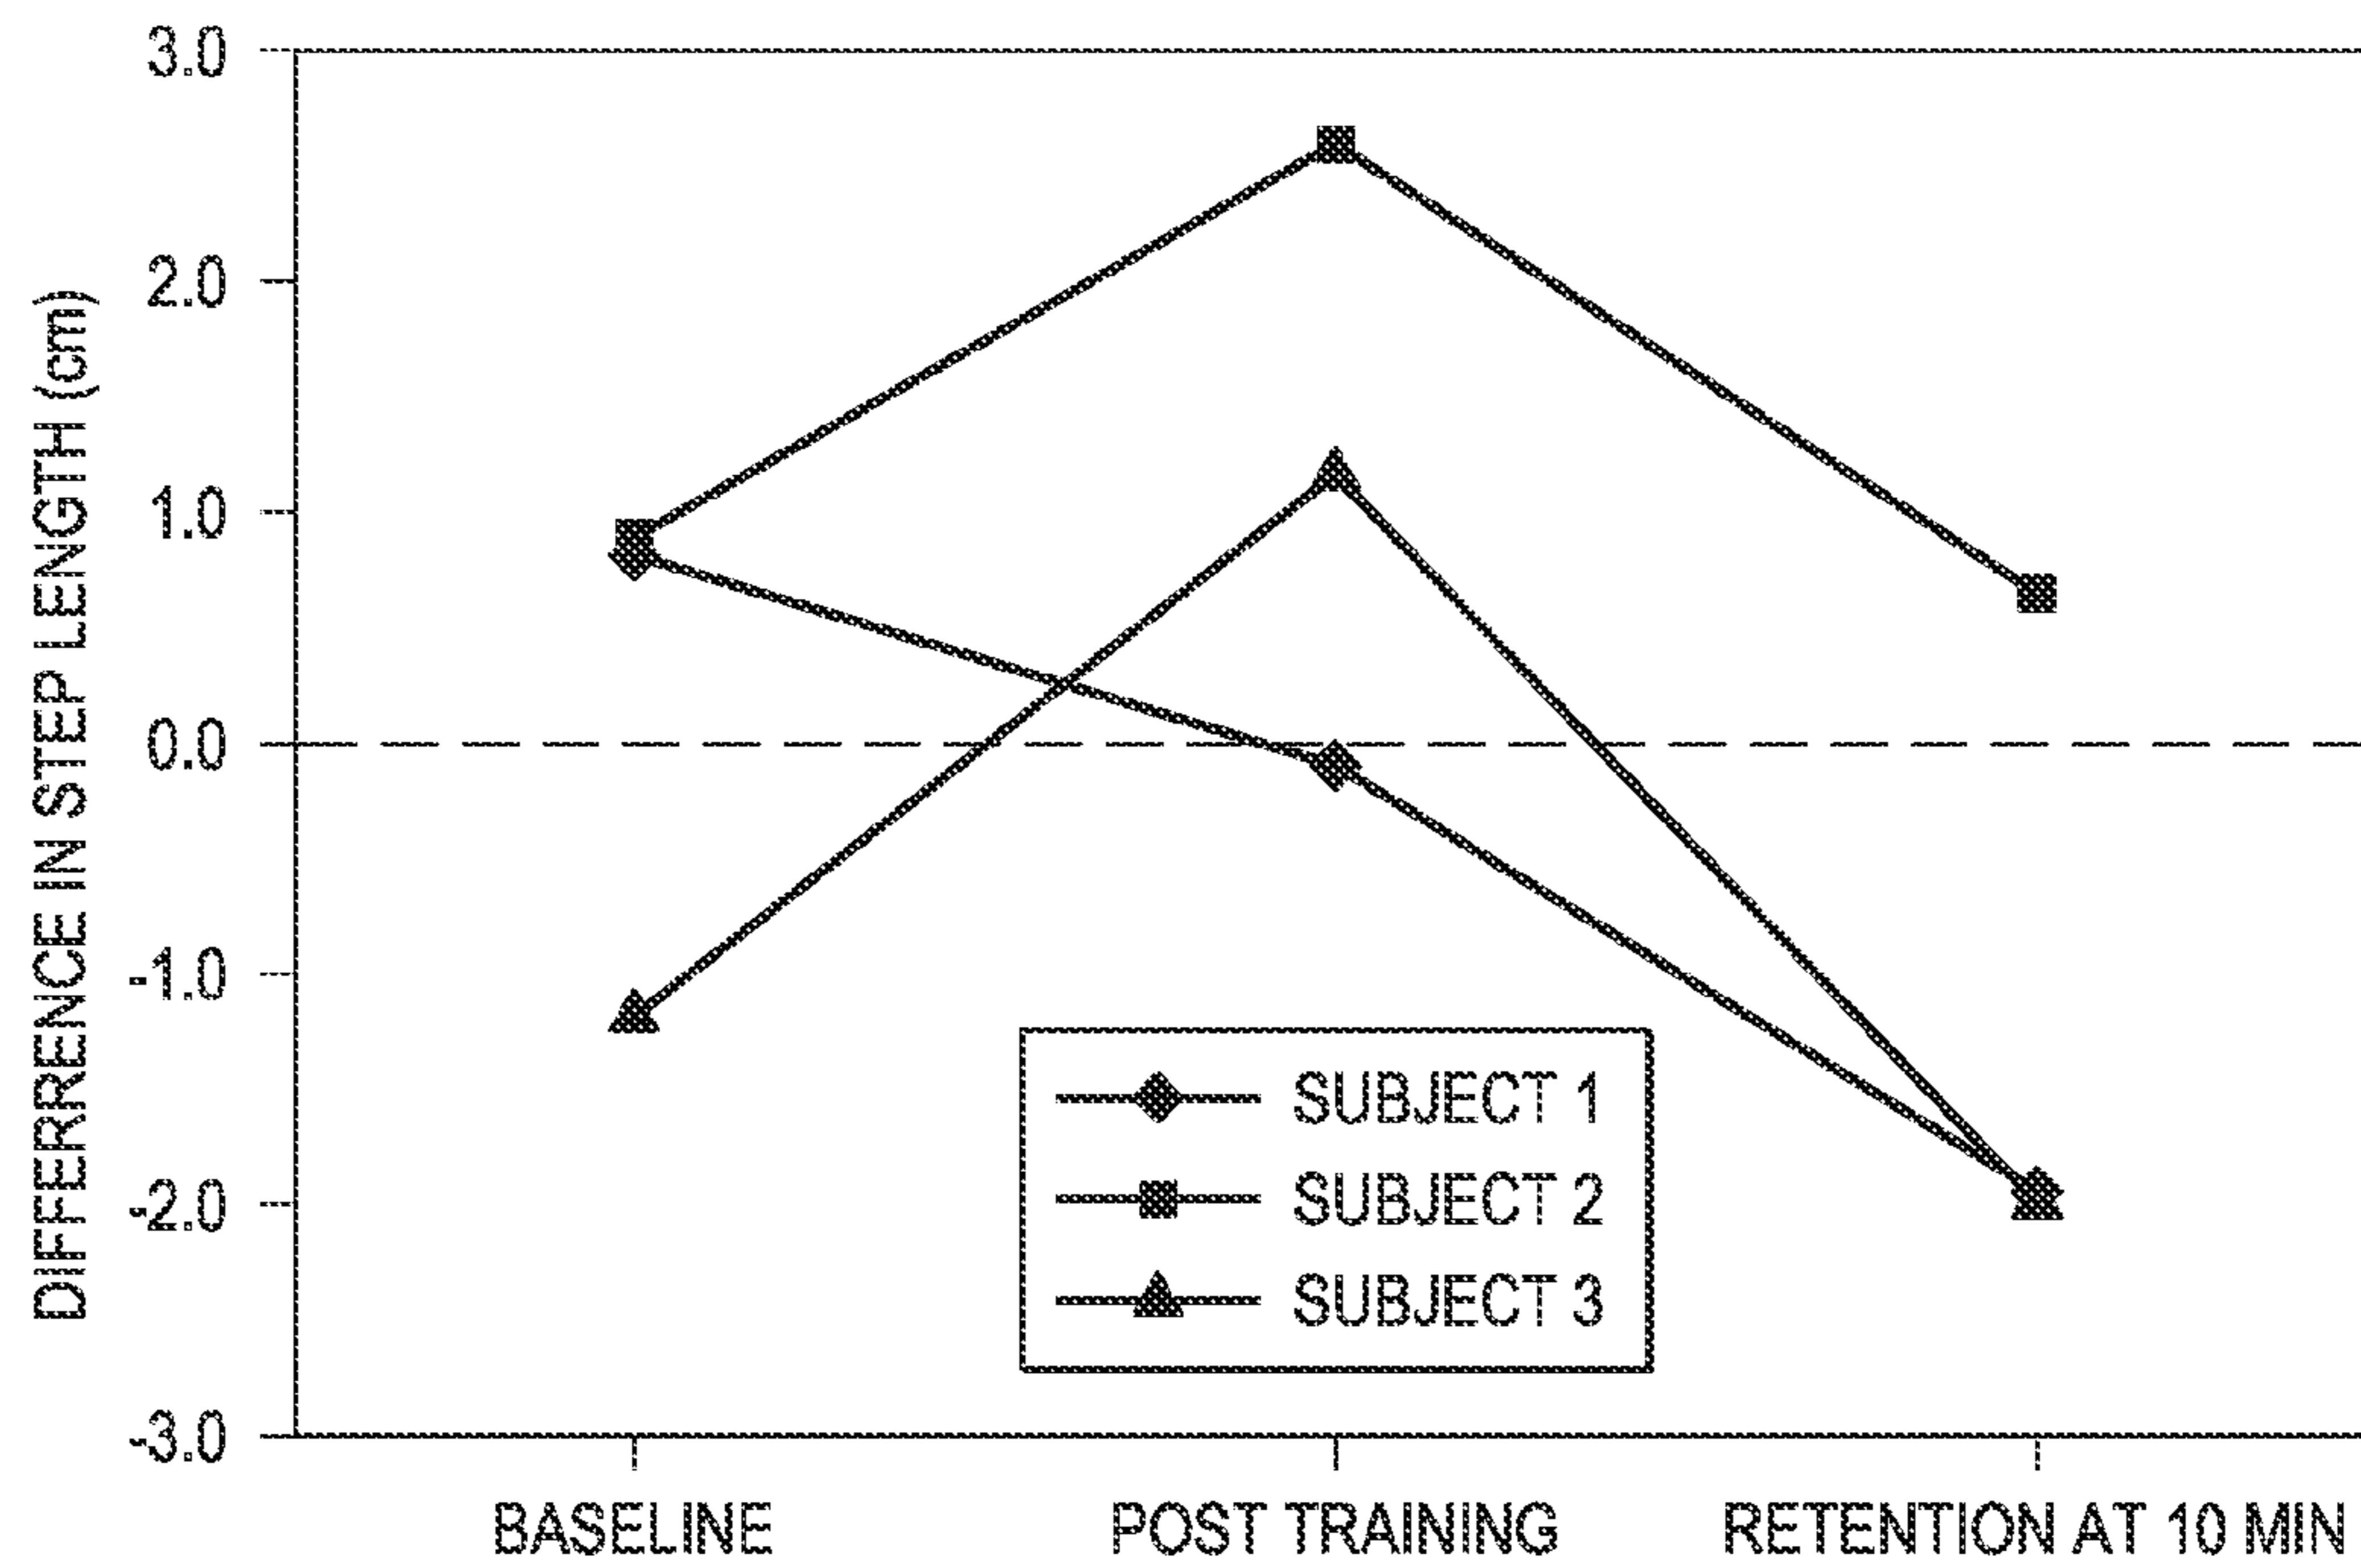 DIFFERRENCE IN STEP LENGTH (cm)
3.0
2.0
1.0
0.0
-1.0
-2.0
-3.0
SUBJECT 1
SUBJECT 2
SUBJECT 3
BASELINE
POST TRAINING
RETENTION AT 10 MIN